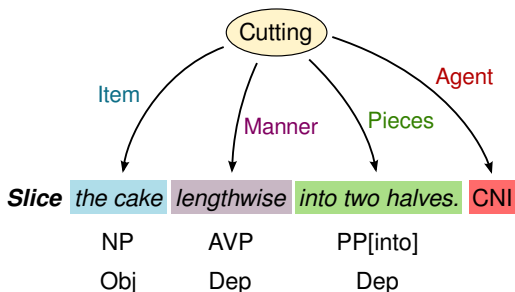 Cutting
Item
Manner
Pieces
Agent
Slice the cake lengthwise into two halves. CNI
NP AVP PP[into]
Obj Dep Dep